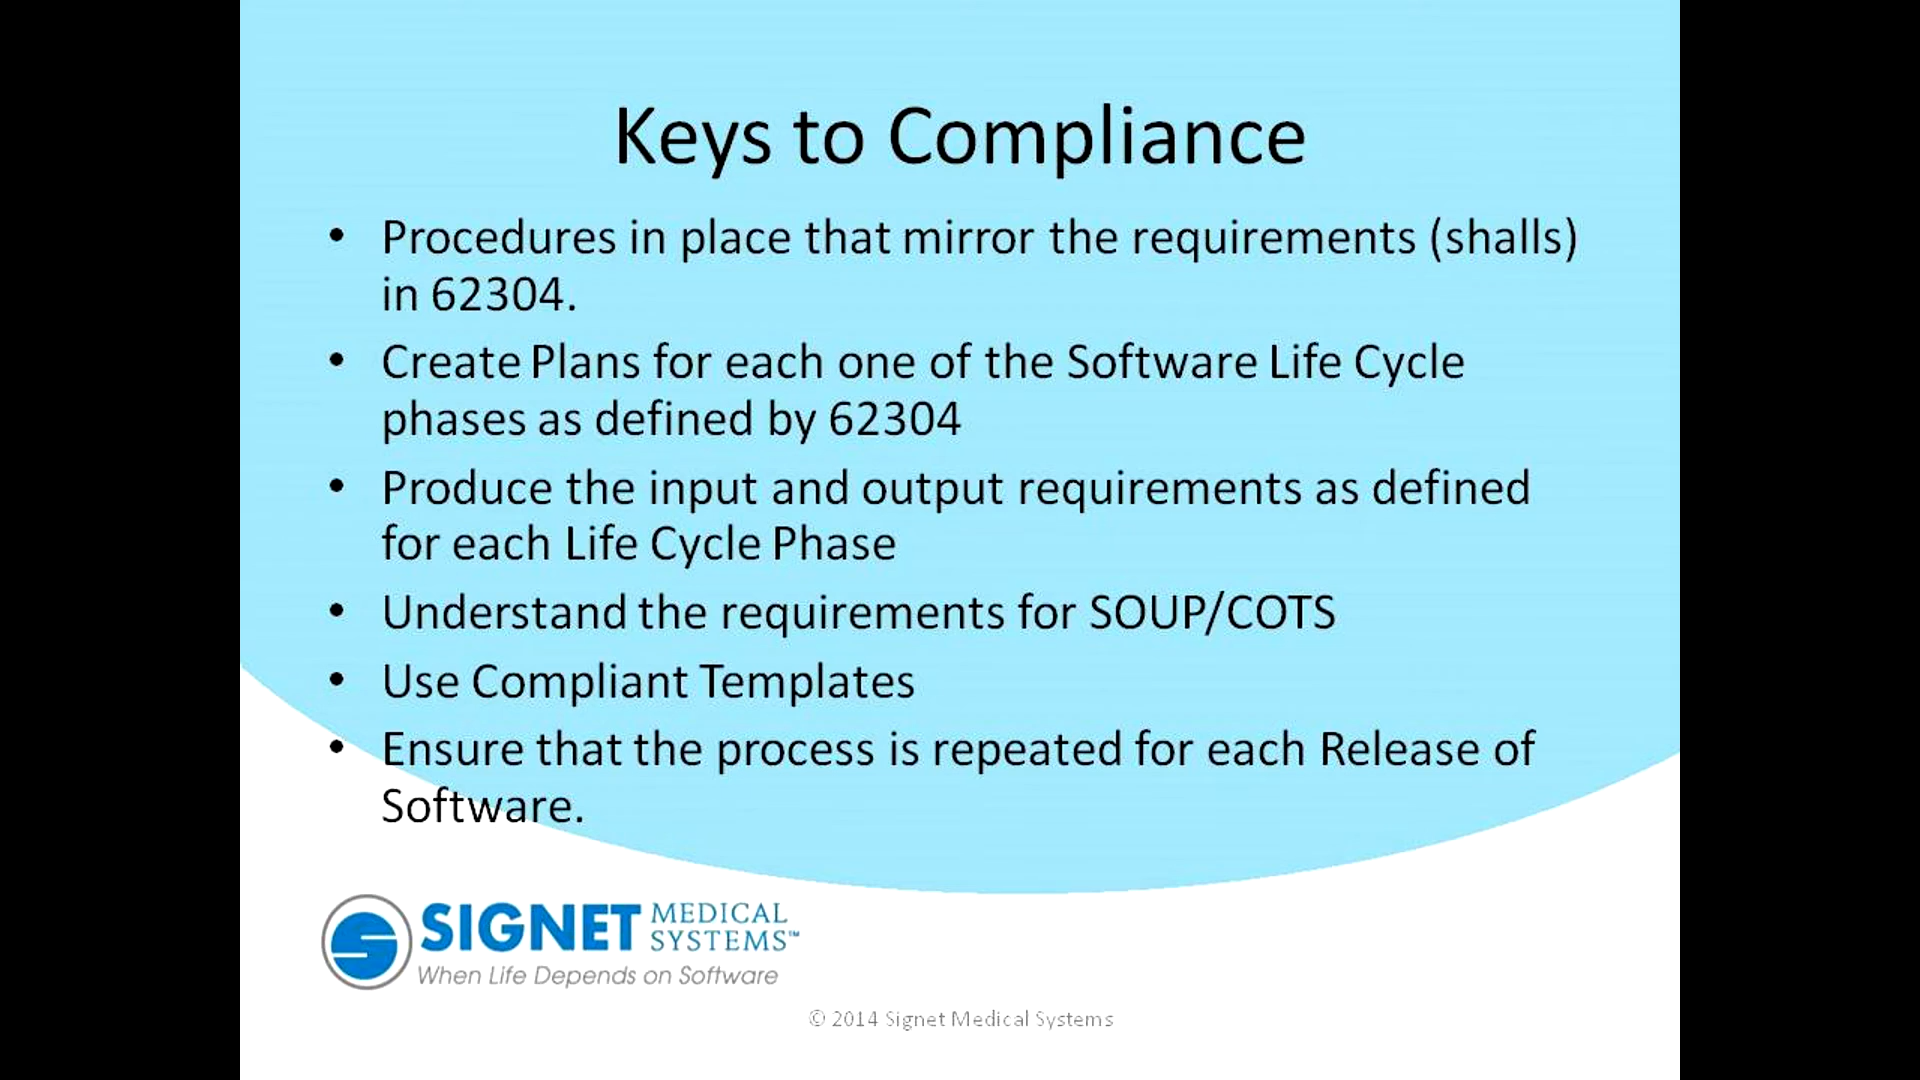 Keys to Compliance
• Procedures in place that mirror the requirements (shalls)
in 62304.
• Create Plans for each one of the Software Life Cycle
phases as defined by 62304
• Produce the input and output requirements as defined
for each Life Cycle Phase
• Understand the requirements for SOUP/COTS
• Use Compliant Templates
• Ensure that the process is repeated for each Release of
Software.
SIGNET MEDICAL
SYSTEMS™
When Life Depends on Software
© 2014 Signet Medical Systems